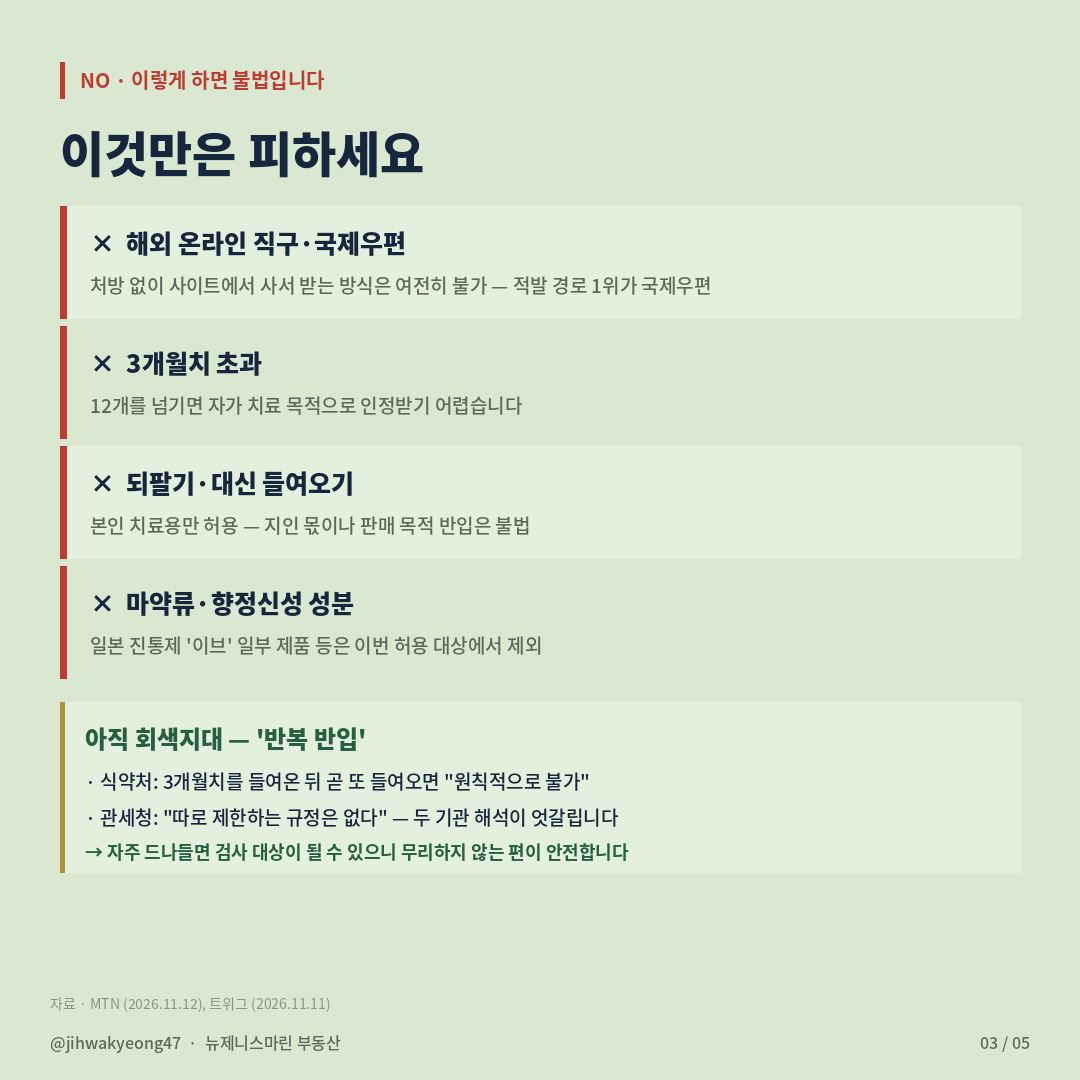 NO · 이렇게 하면 불법입니다
이것만은 피하세요
✕ 해외 온라인 직구·국제우편
처방 없이 사이트에서 사서 받는 방식은 여전히 불가 — 적발 경로 1위가 국제우편
✕ 3개월치 초과
12개를 넘기면 자가 치료 목적으로 인정받기 어렵습니다
✕ 되팔기·대신 들여오기
본인 치료용만 허용 — 지인 몫이나 판매 목적 반입은 불법
✕ 마약류·향정신성 성분
일본 진통제 '이브' 일부 제품 등은 이번 허용 대상에서 제외
아직 회색지대 — '반복 반입'
· 식약처: 3개월치를 들여온 뒤 곧 또 들여오면 "원칙적으로 불가"
· 관세청: "따로 제한하는 규정은 없다" — 두 기관 해석이 엇갈립니다
→ 자주 드나들면 검사 대상이 될 수 있으니 무리하지 않는 편이 안전합니다
자료 · MTN (2026.11.12), 트위그 (2026.11.11)
@jihwakyeong47 · 뉴제니스마린 부동산
03 / 05